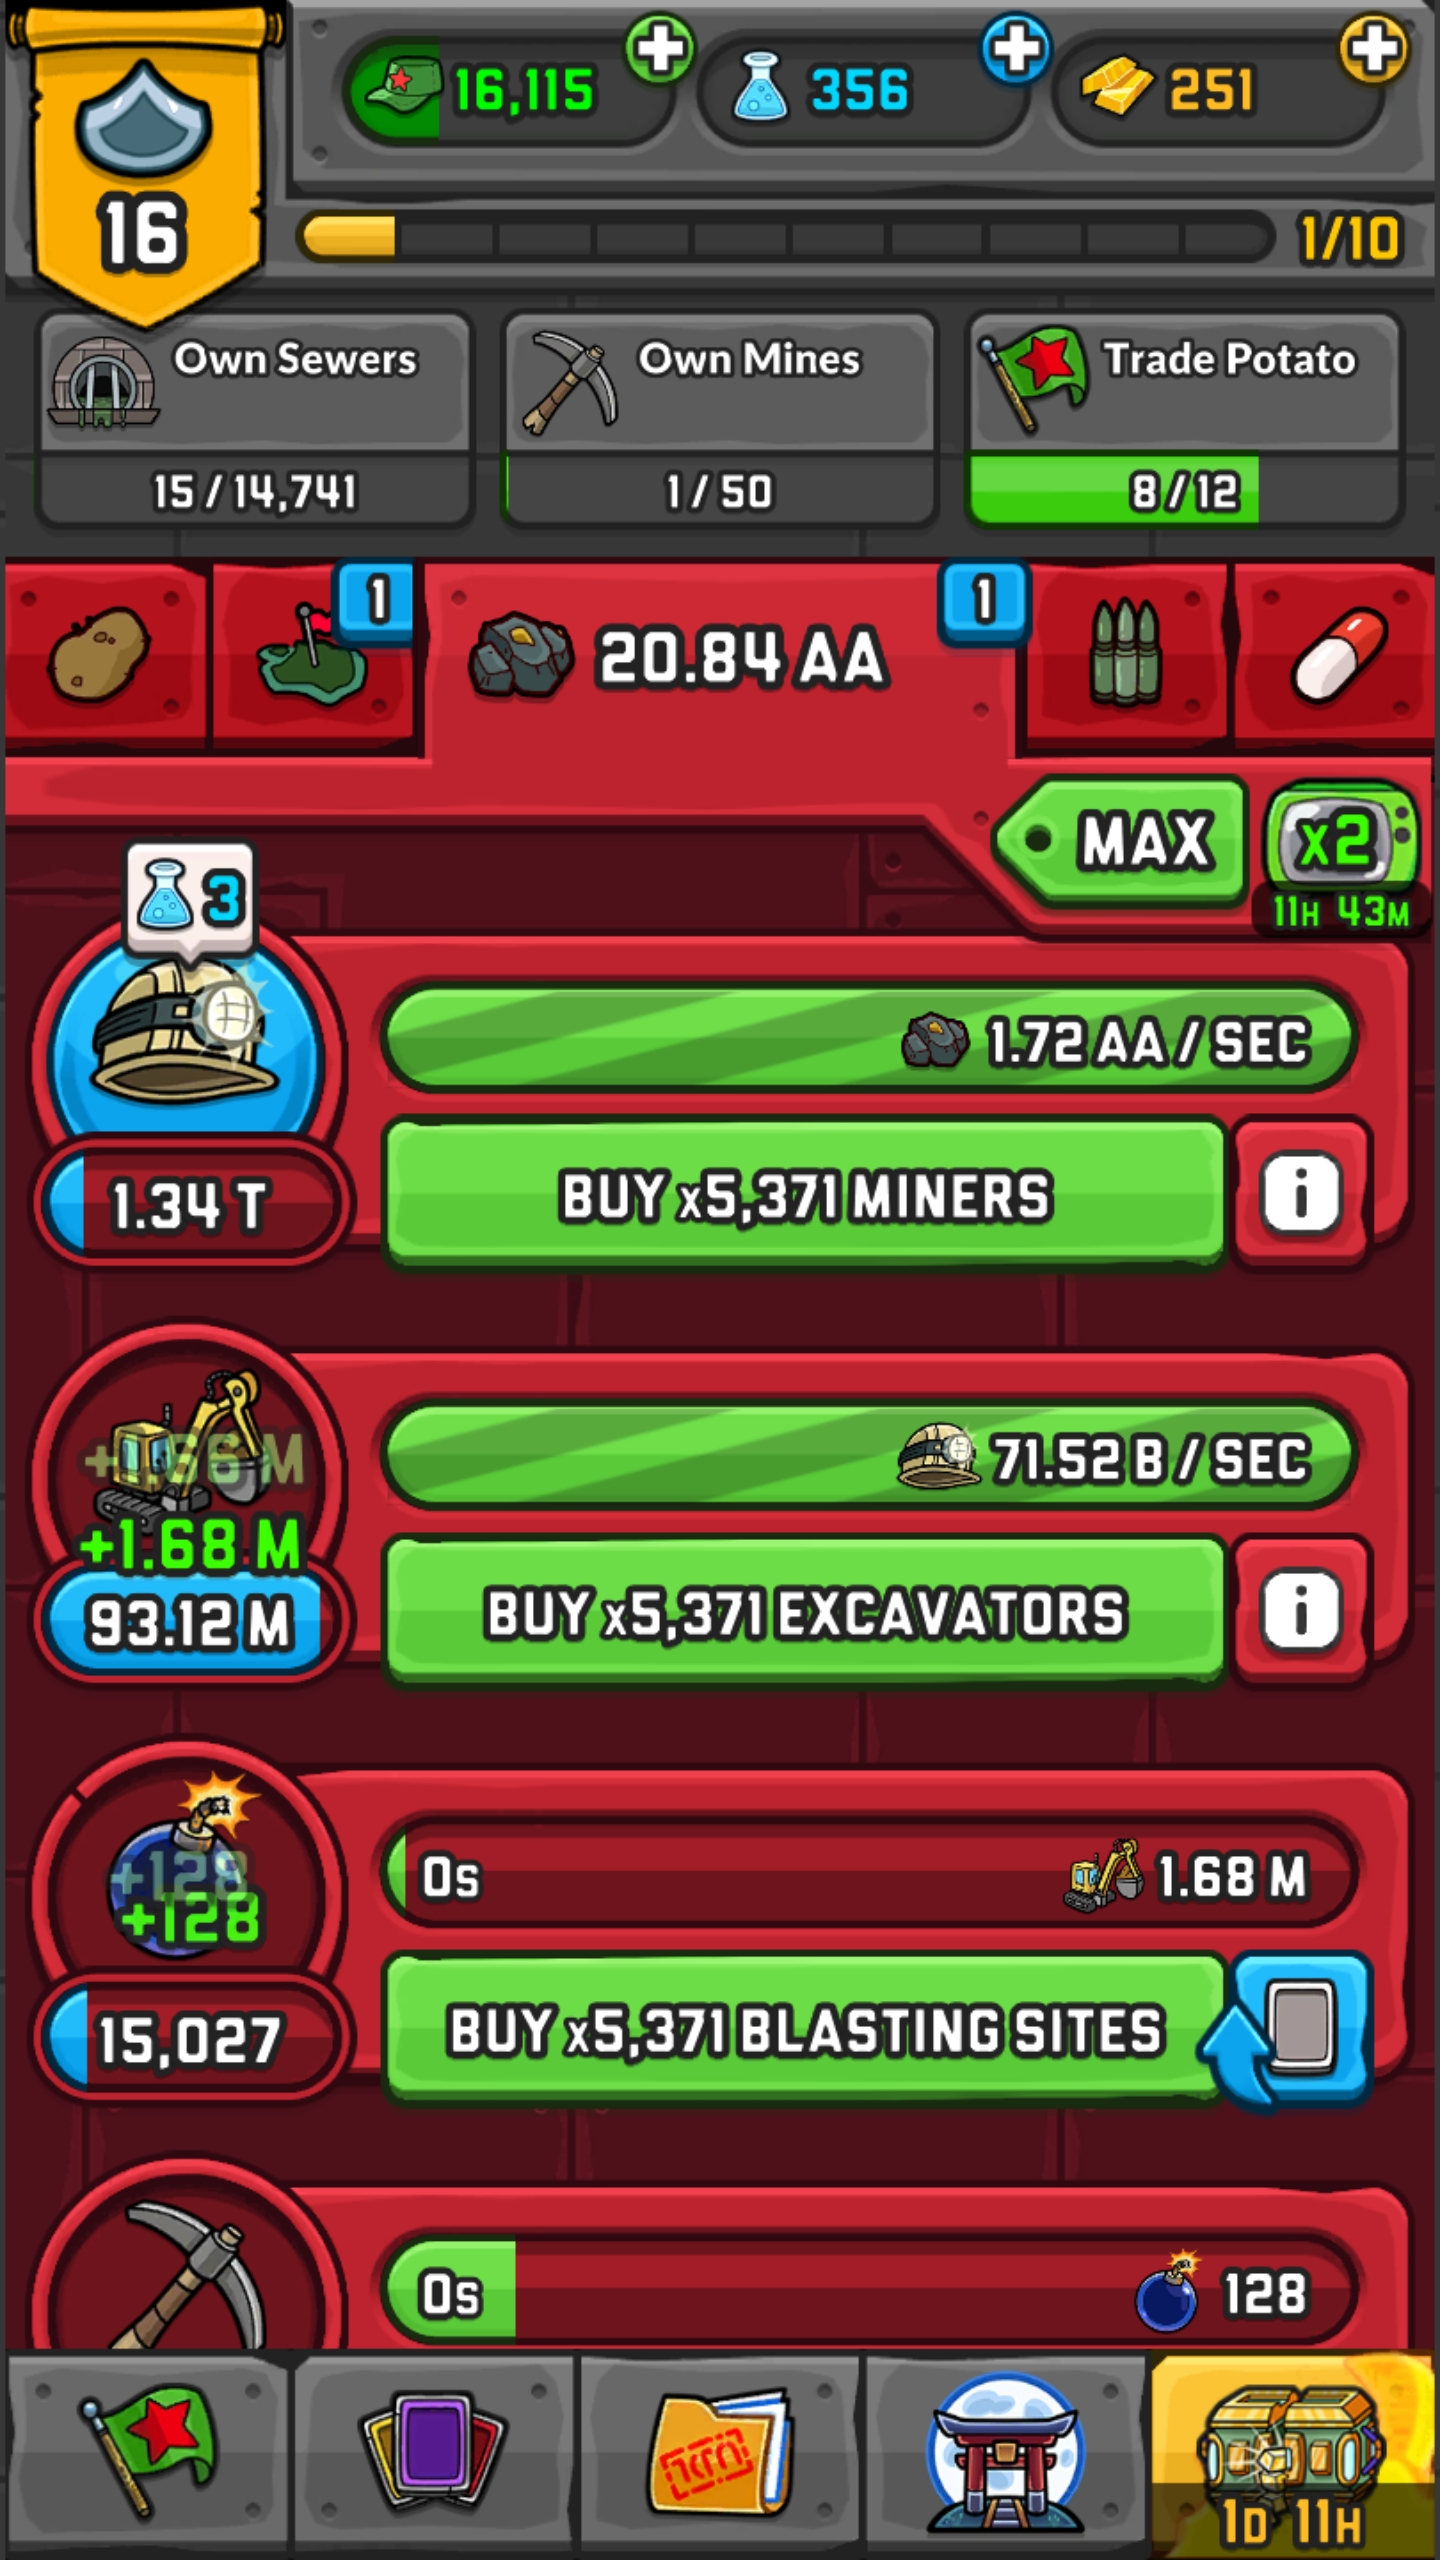 16,115
356
251
16
1/10
Own Sewers
Own Mines
Trade Potato
15 / 14,741
1 / 50
8 / 12
1
20.84 AA
1
MAX
x2
11H 43M
3
1.72 AA / SEC
1.34 T
BUY x5,371 MINERS
i
71.52 B / SEC
+1.68 M
93.12 M
BUY x5,371 EXCAVATORS
i
0s
1.68 M
+128
+128
15,027
BUY x5,371 BLASTING SITES
0s
128
1D 11H